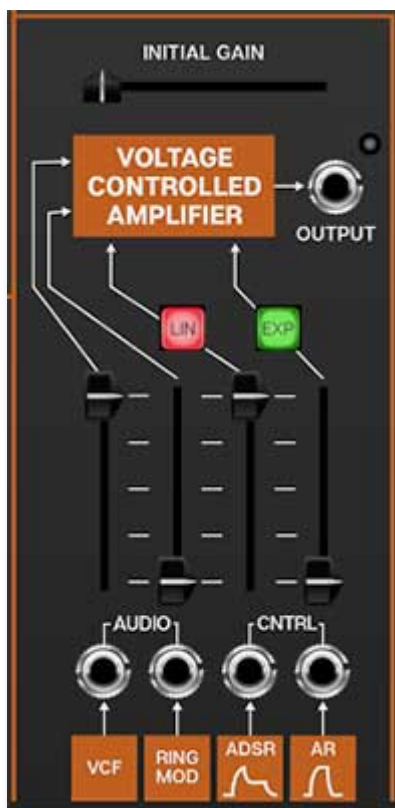 INITIAL GAIN
VOLTAGE
CONTROLLED
AMPLIFIER
OUTPUT
LIN
EXP
AUDIO
CNTRL
VCF
RING
MOD
ADSR
AR